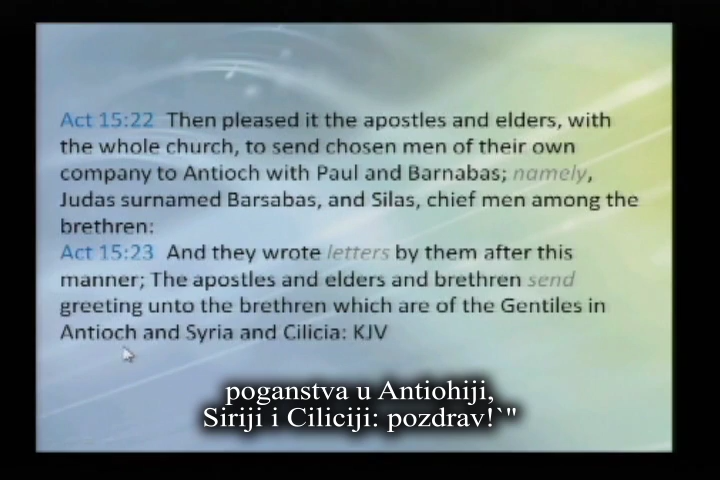 Act 15:22 Then pleased it the apostles and elders, with
the whole church, to send chosen men of their own
company to Antioch with Paul and Barnabas; namely,
Judas surnamed Barsabas, and Silas, chief men among the
brethren:
Act 15:23 And they wrote letters by them after this
manner; The apostles and elders and brethren send
greeting unto the brethren which are of the Gentiles in
Antioch and Syria and Cilicia: KJV
poganstva u Antiohiji,
Siriji i Ciliciji: pozdrav!`"